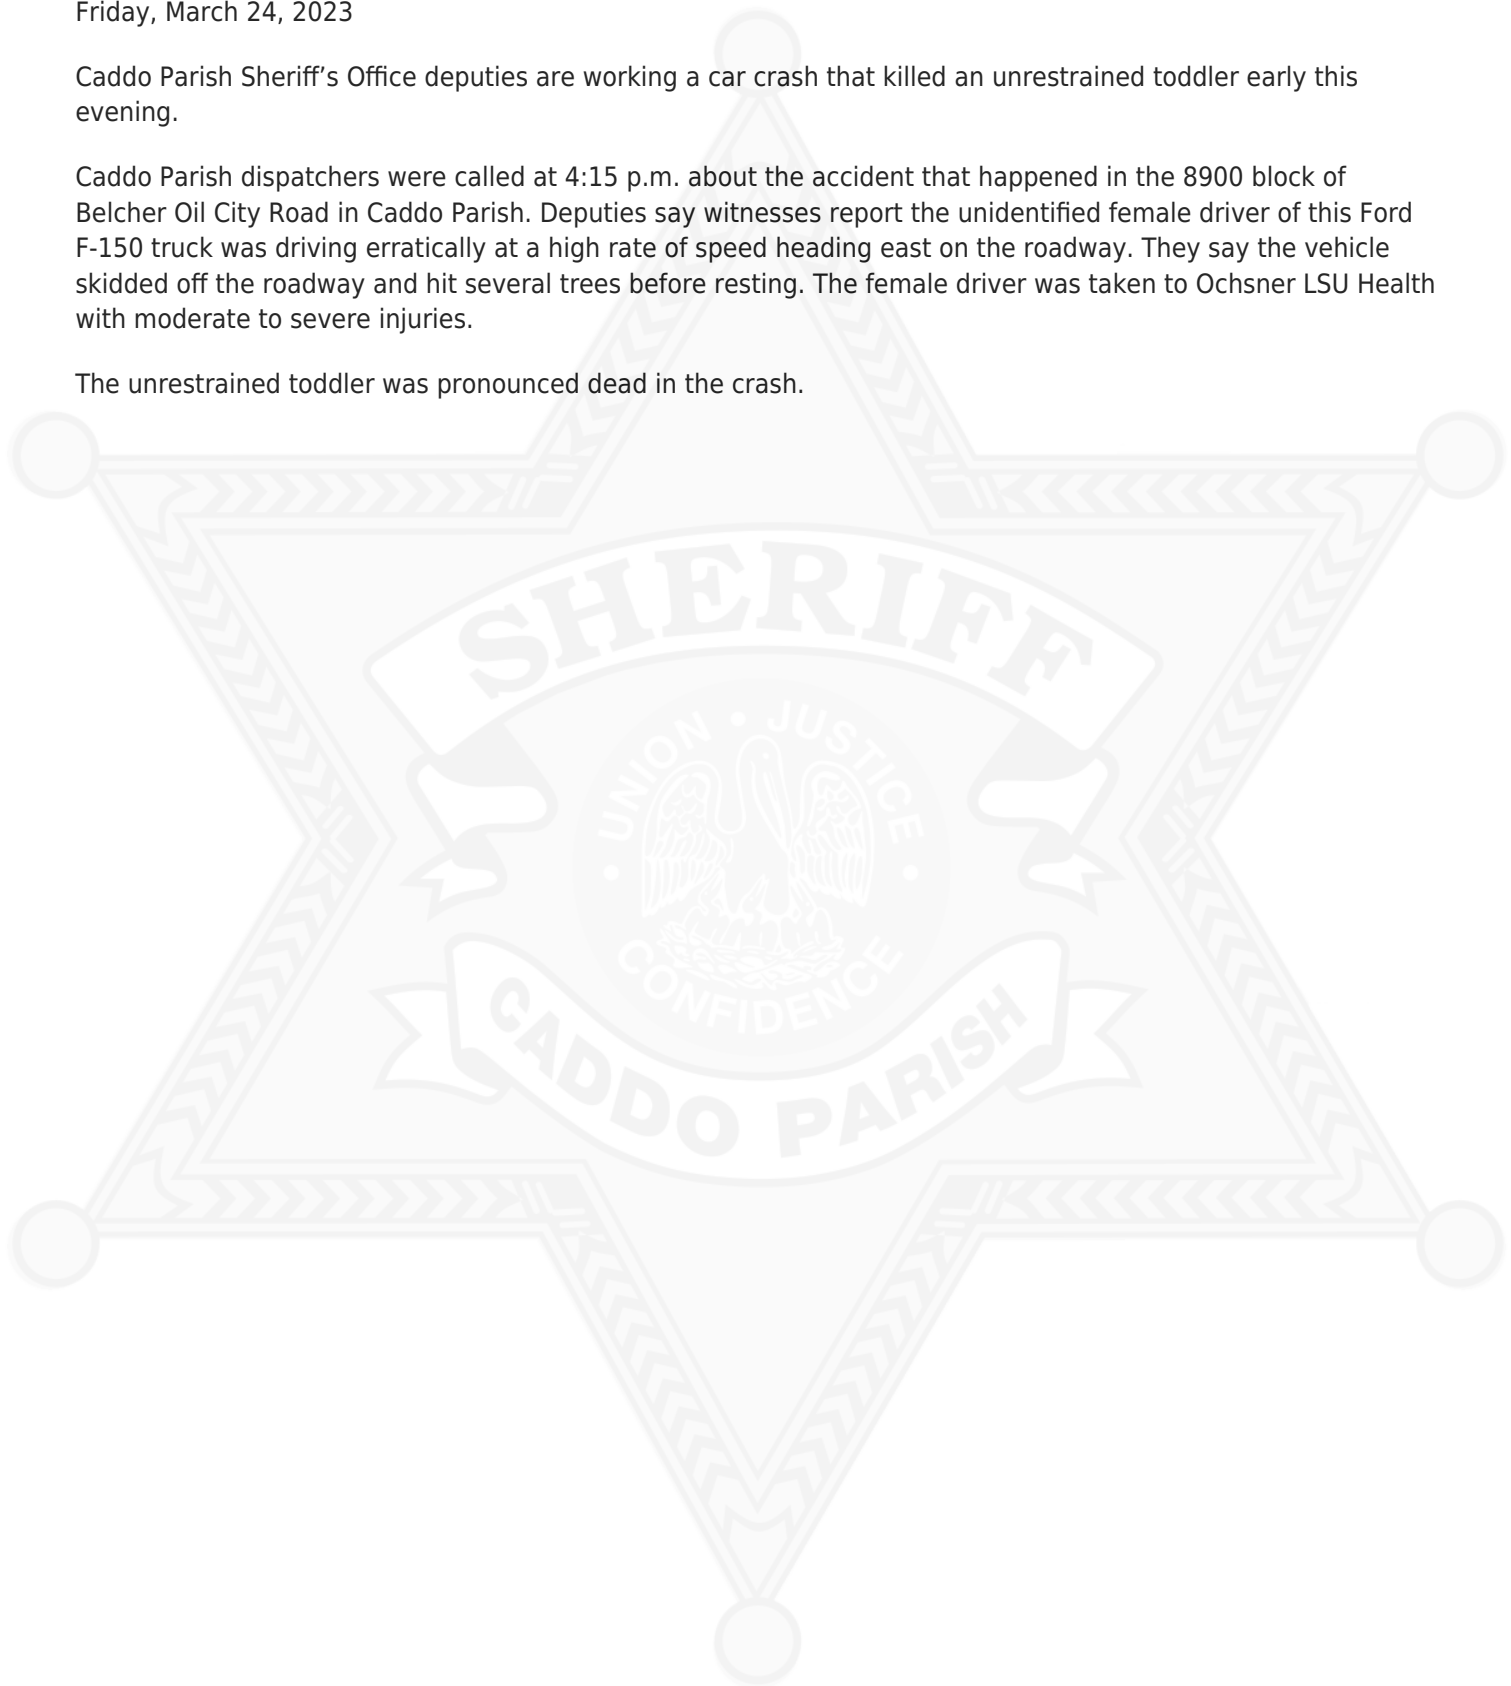 Friday, March 24, 2023
Caddo Parish Sheriff’s Office deputies are working a car crash that killed an unrestrained toddler early this
evening.
Caddo Parish dispatchers were called at 4:15 p.m. about the accident that happened in the 8900 block of
Belcher Oil City Road in Caddo Parish. Deputies say witnesses report the unidentified female driver of this Ford
F-150 truck was driving erratically at a high rate of speed heading east on the roadway. They say the vehicle
skidded off the roadway and hit several trees before resting. The female driver was taken to Ochsner LSU Health
with moderate to severe injuries.
The unrestrained toddler was pronounced dead in the crash.
SHERIFF
UNION • JUSTICE
• CONFIDENCE •
CADDO PARISH